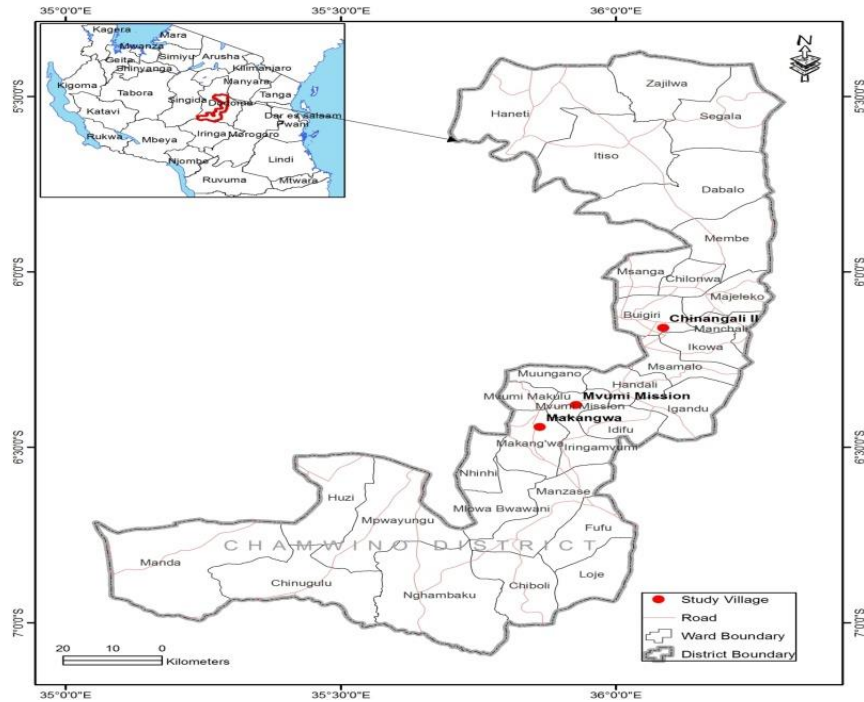 35°0'0"E
35°30'0"E
36°0'0"E
Kagera
Mara
Mwanza
Geita
Simiyu
Arusha
Shinyanga
Kilimanjaro
Kigoma
Manyara
Tabora
Tanga
Singida
Dodoma
Katavi
Dar es salaam
Pwani
Iringa
Morogoro
Rukwa
Mbeya
Lindi
Njombe
Ruvuma
Mtwara
N
5°30'0"S
5°30'0"S
Zajilwa
Haneti
Segala
Itiso
Dabalo
Membe
6°0'0"S
6°0'0"S
Msanga
Chilonwa
Majeleko
Buigiri
Chinangali II
Manchali
Ikowa
Msamalo
Muungano
Handali
Mvumi Makulu
Mvumi Mission
Mvumi Mission
Igandu
Makangwa
Idifu
Makang'wa
Iringamvumi
6°30'0"S
6°30'0"S
Nhinhi
Manzase
Huzi
Mlowa Bwawani
Mpwayungu
Fufu
CHAMWINO DISTRICT
Manda
Loje
Chinugulu
Chiboli
Nghambaku
7°0'0"S
7°0'0"S
Study Village
Road
Ward Boundary
District Boundary
20 10 0
Kilometers
35°0'0"E
35°30'0"E
36°0'0"E